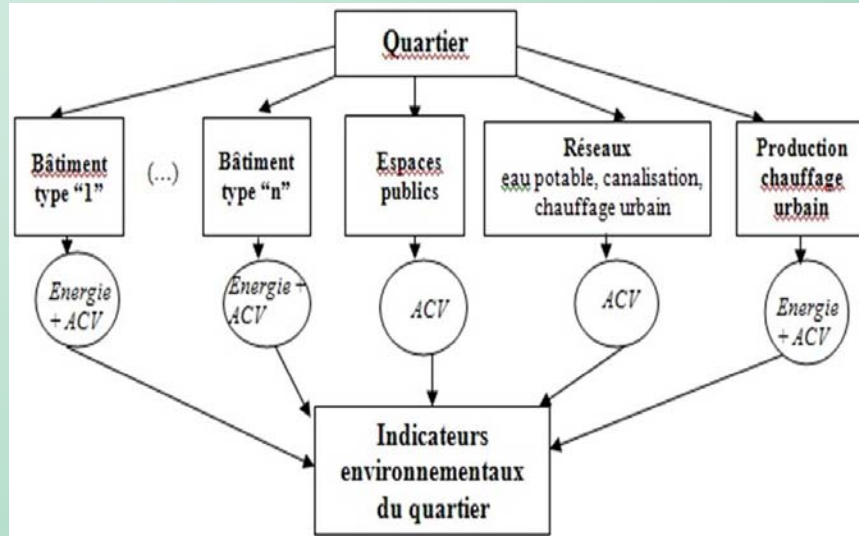 Quartier
Bâtiment
type “1”
(...)
Bâtiment
type “n”
Espaces
publics
Réseaux
eau potable, canalisation,
chauffage urbain
Production
chauffage
urbain
Energie
+ ACV
Energie +
ACV
ACV
ACV
Energie
+ ACV
Indicateurs
environnementaux
du quartier